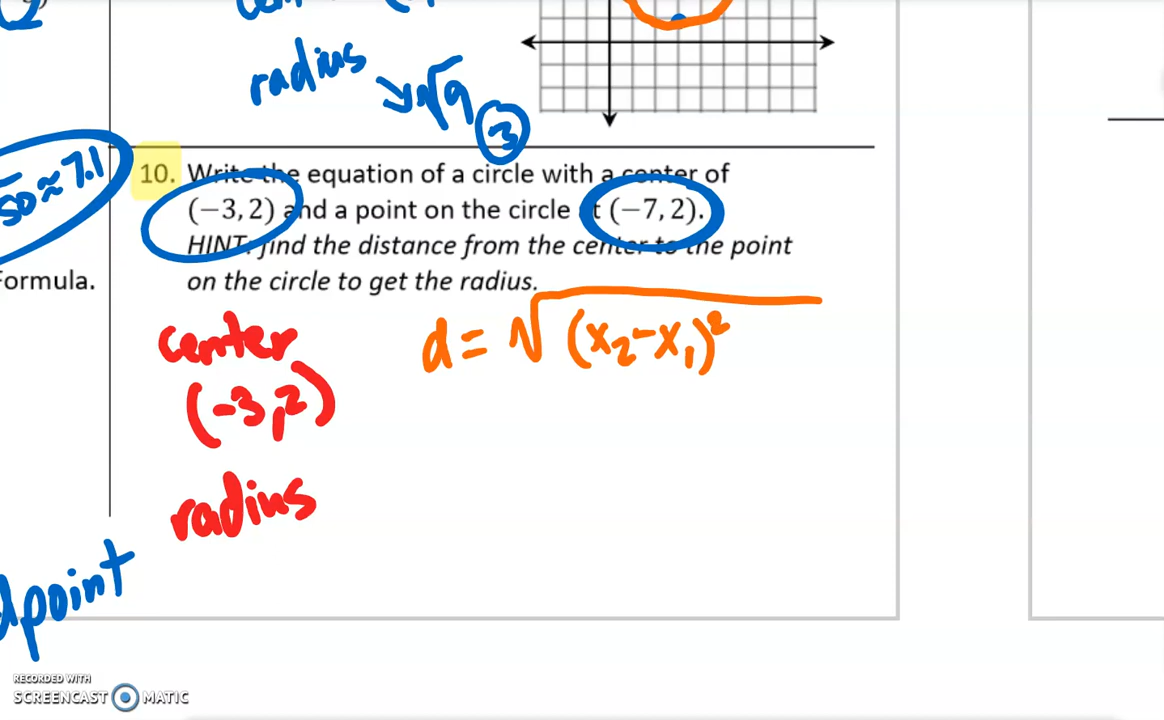 radius
√9
3
50 ≈ 7.1
10. Write the equation of a circle with a center of
(−3, 2) and a point on the circle at (−7, 2).
HINT: find the distance from the center to the point
on the circle to get the radius.
Formula.
center
(-3, 2)
radius
d = √(x₂-x₁)²
dpoint
RECORDED WITH
SCREENCAST MATIC